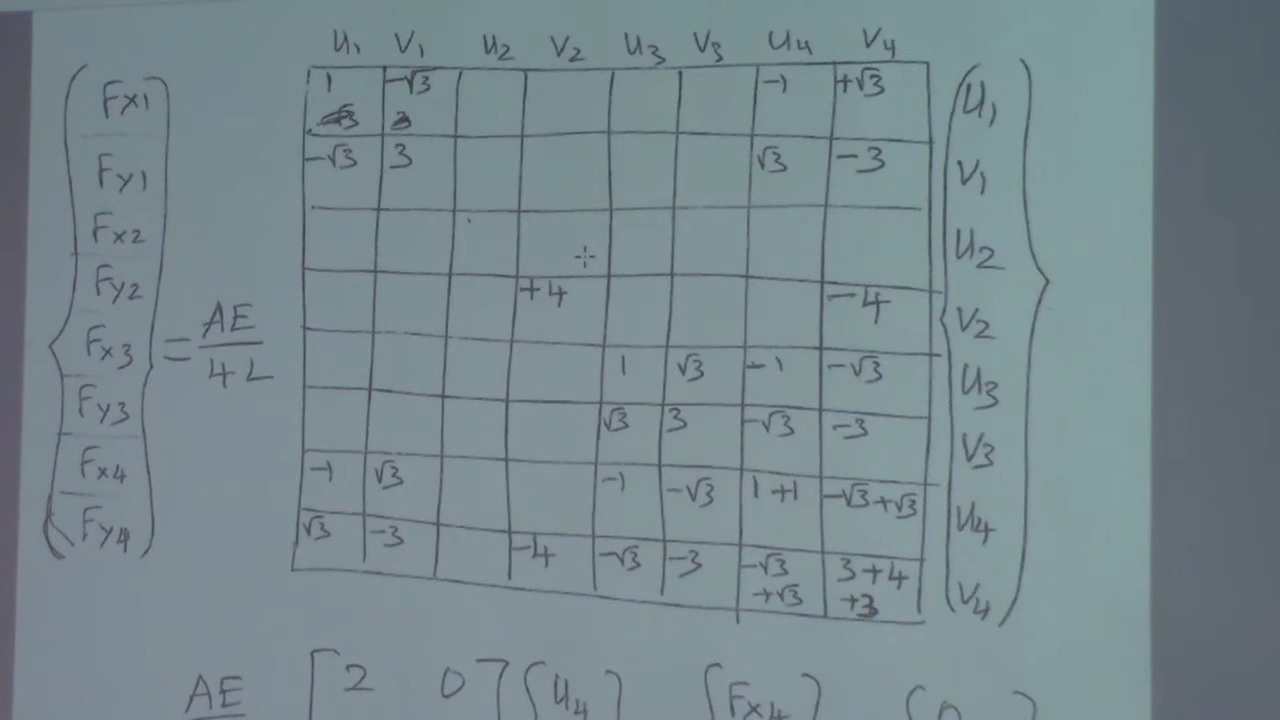 U1 V1 U2 V2 U3 V3 U4 V4
Fx1 1 -√3 -1 +√3 U1
Fy1 -√3 3 √3 -3 V1
Fx2 U2
Fy2 +4 -4 V2
Fx3 = AE/4L 1 √3 -1 -√3 U3
Fy3 √3 3 -√3 -3 V3
Fx4 -1 √3 -1 -√3 1+1 -√3+√3 U4
Fy4 √3 -3 -4 -√3 -3 -√3 3+4 V4
+√3 +3
AE [2 0] {U4} {Fx4} {0}